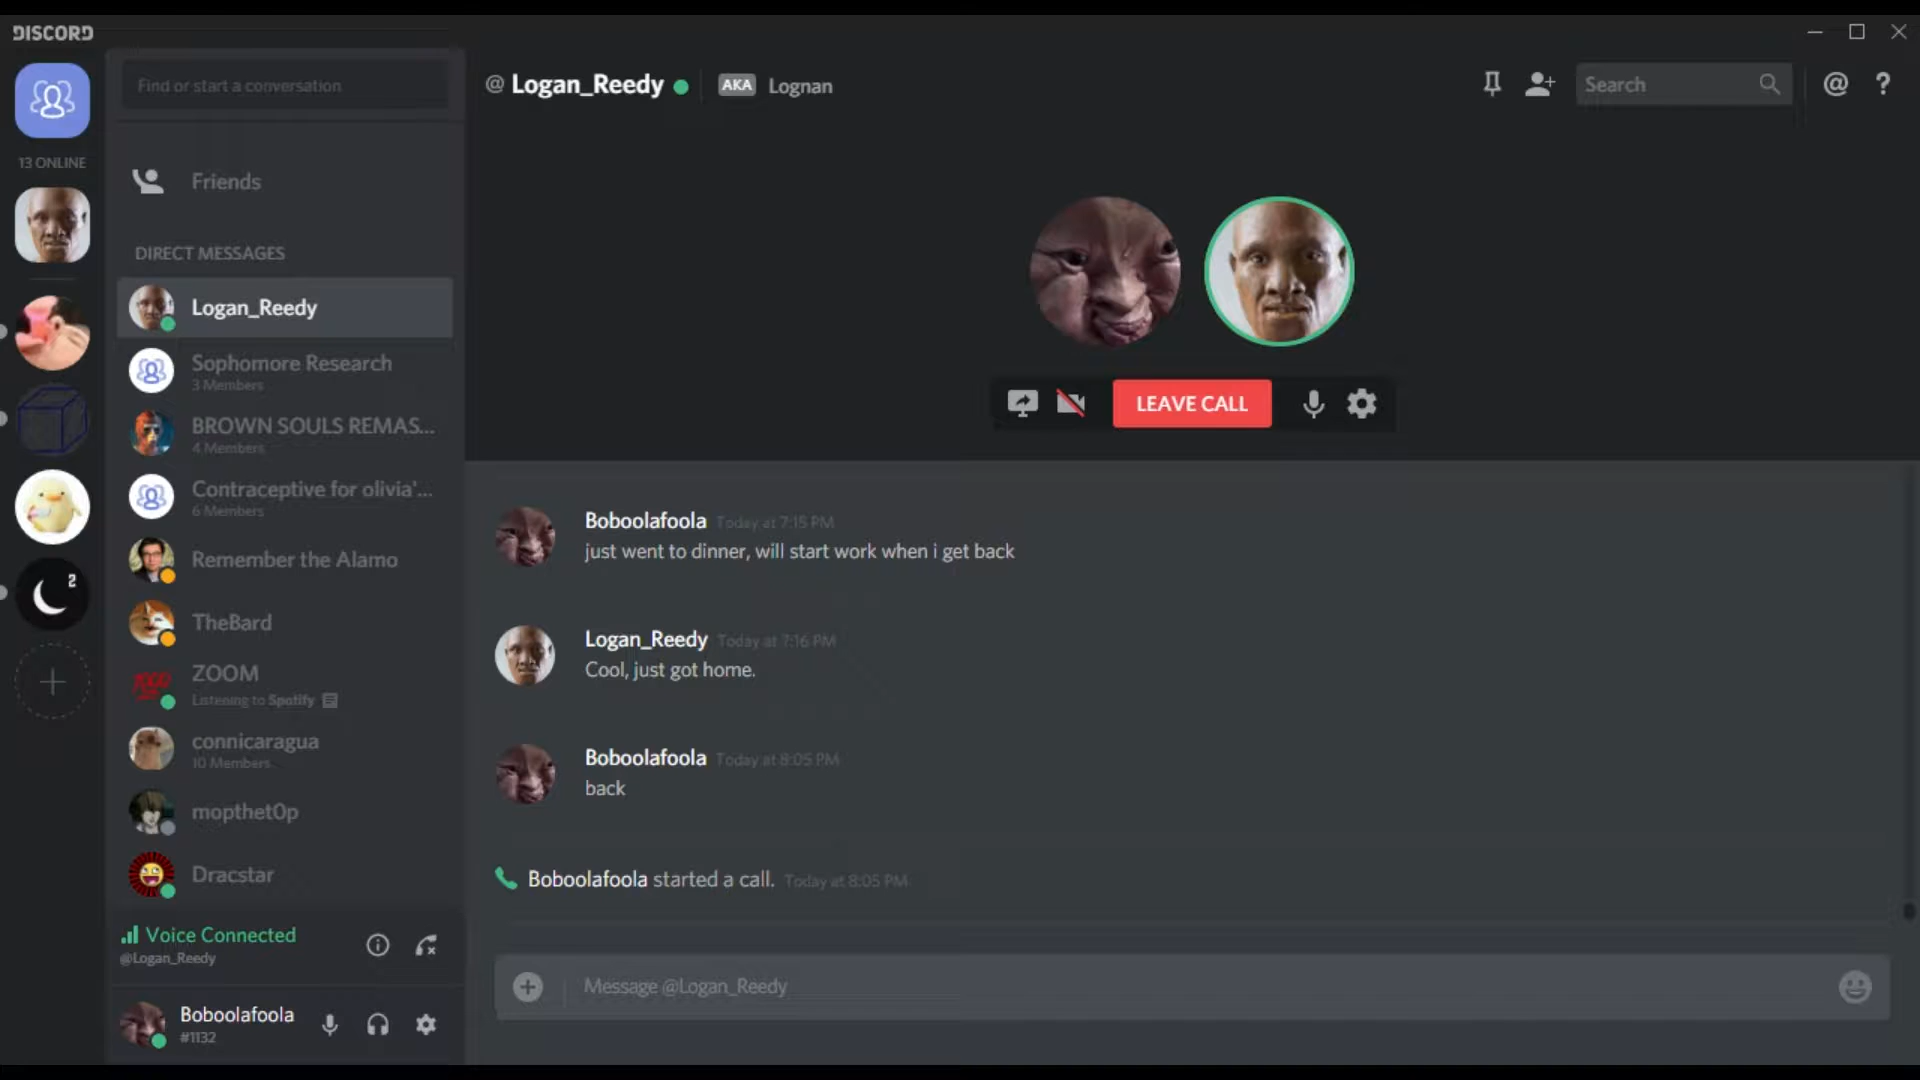 DISCORD
Find or start a conversation
@ Logan_Reedy
AKA Lognan
Search
@ ?
13 ONLINE
Friends
DIRECT MESSAGES
Logan_Reedy
Sophomore Research
3 Members
BROWN SOULS REMAS...
4 Members
Contraceptive for olivia'...
6 Members
Remember the Alamo
TheBard
ZOOM
Listening to Spotify
connicaragua
10 Members
mopthet0p
Dracstar
2
Voice Connected
@Logan_Reedy
Boboolafoola
#1132
LEAVE CALL
Boboolafoola Today at 7:15 PM
just went to dinner, will start work when i get back
Logan_Reedy Today at 7:16 PM
Cool, just got home.
Boboolafoola Today at 8:05 PM
back
Boboolafoola started a call. Today at 8:05 PM
Message @Logan_Reedy